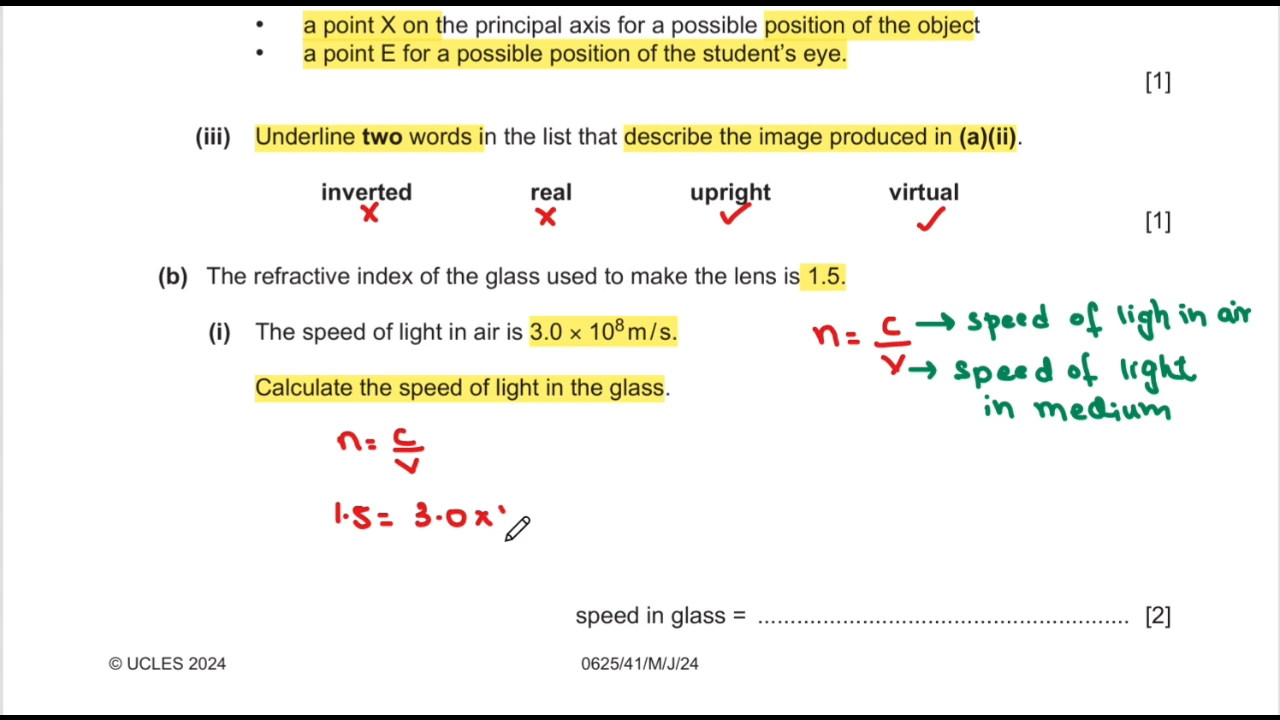 • a point X on the principal axis for a possible position of the object
• a point E for a possible position of the student's eye.
[1]
(iii) Underline two words in the list that describe the image produced in (a)(ii).
inverted real upright virtual
[1]
(b) The refractive index of the glass used to make the lens is 1.5.
(i) The speed of light in air is 3.0 × 10⁸ m/s.
n = c/v
c → speed of ligh in air
v → speed of light
in medium
Calculate the speed of light in the glass.
n = c/v
1.5 = 3.0 x
speed in glass = ........................................................ [2]
© UCLES 2024 0625/41/M/J/24